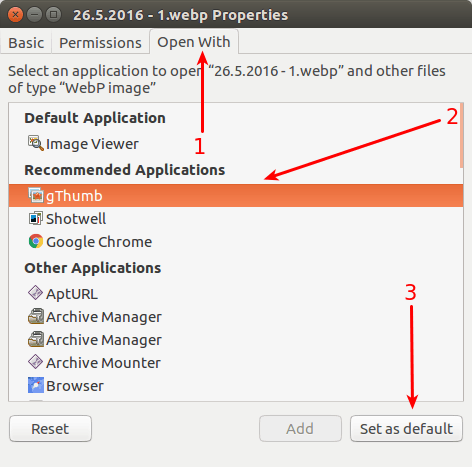 26.5.2016 - 1.webp Properties
Basic Permissions Open With
Select an application to open “26.5.2016 - 1.webp” and other files
of type “WebP image”
Default Application
Image Viewer
1
2
Recommended Applications
gThumb
Shotwell
Google Chrome
Other Applications
AptURL
3
Archive Manager
Archive Manager
Archive Mounter
Browser
Reset Add Set as default